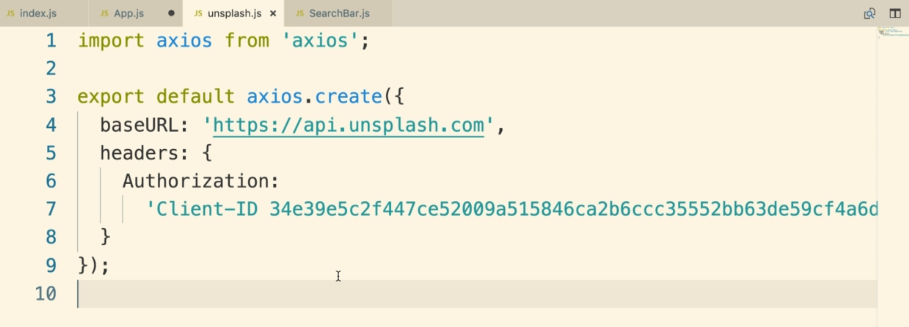 JS index.js JS App.js JS unsplash.js × JS SearchBar.js
1 import axios from 'axios';
2
3 export default axios.create({
4 baseURL: 'https://api.unsplash.com',
5 headers: {
6 Authorization:
7 'Client-ID 34e39e5c2f447ce52009a515846ca2b6ccc35552bb63de59cf4a6d
8 }
9 });
10